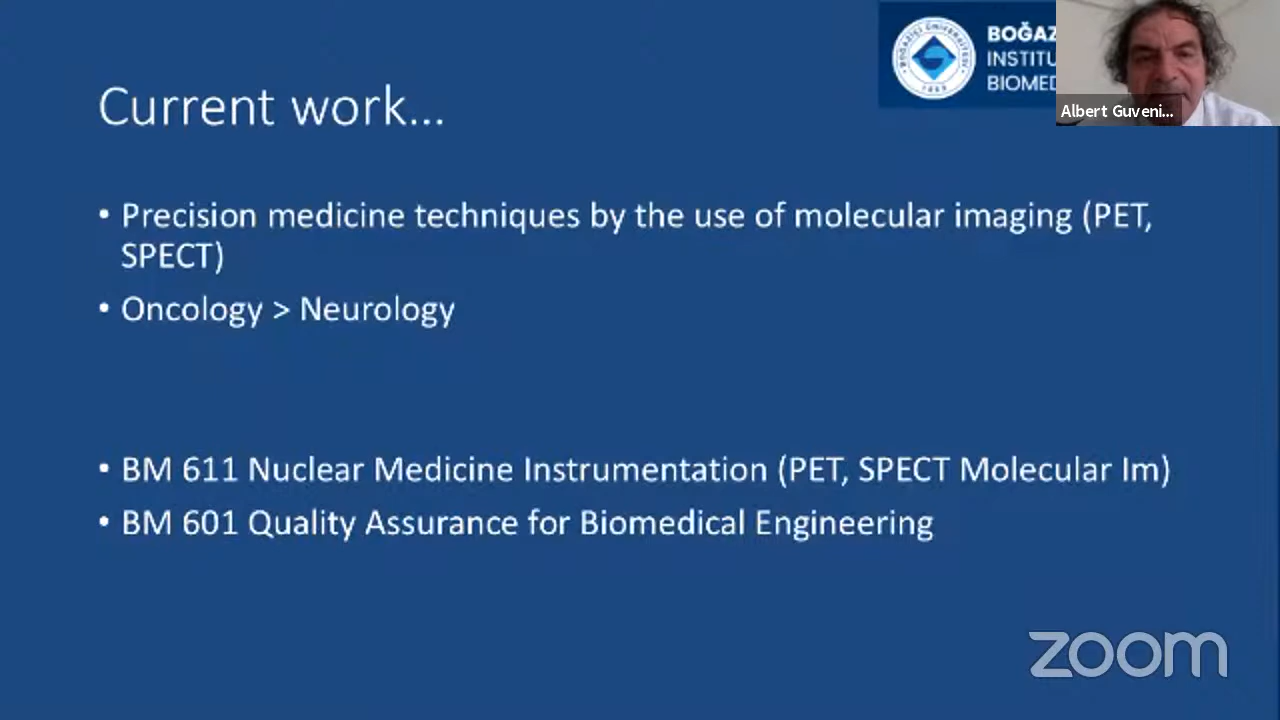 BOĞAZ
INSTITU
BIOMED
Albert Guveni...
Current work...
• Precision medicine techniques by the use of molecular imaging (PET,
SPECT)
• Oncology > Neurology
• BM 611 Nuclear Medicine Instrumentation (PET, SPECT Molecular Im)
• BM 601 Quality Assurance for Biomedical Engineering
zoom